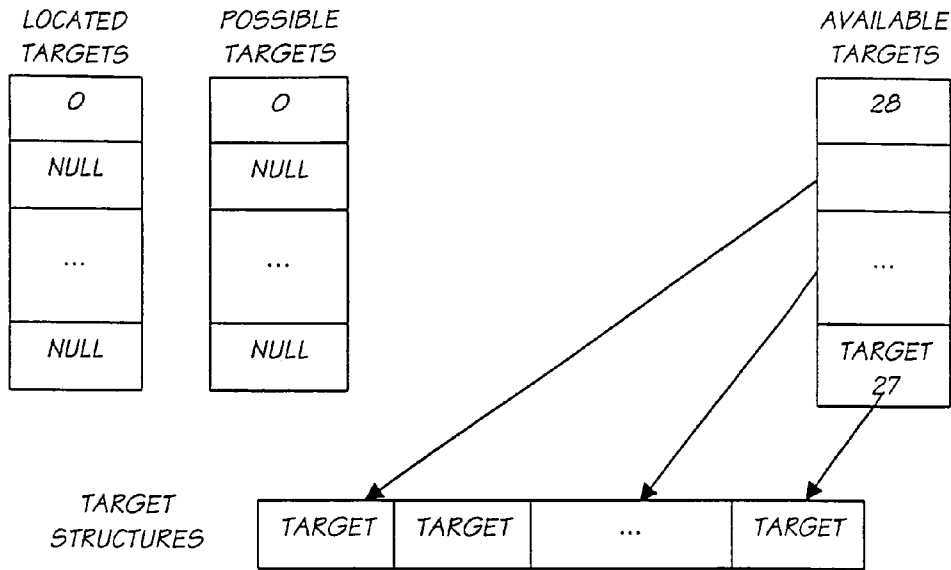 LOCATED
TARGETS
POSSIBLE
TARGETS
AVAILABLE
TARGETS
0
0
28
NULL
NULL
...
...
...
NULL
NULL
TARGET
27
TARGET
STRUCTURES
TARGET
TARGET
...
TARGET